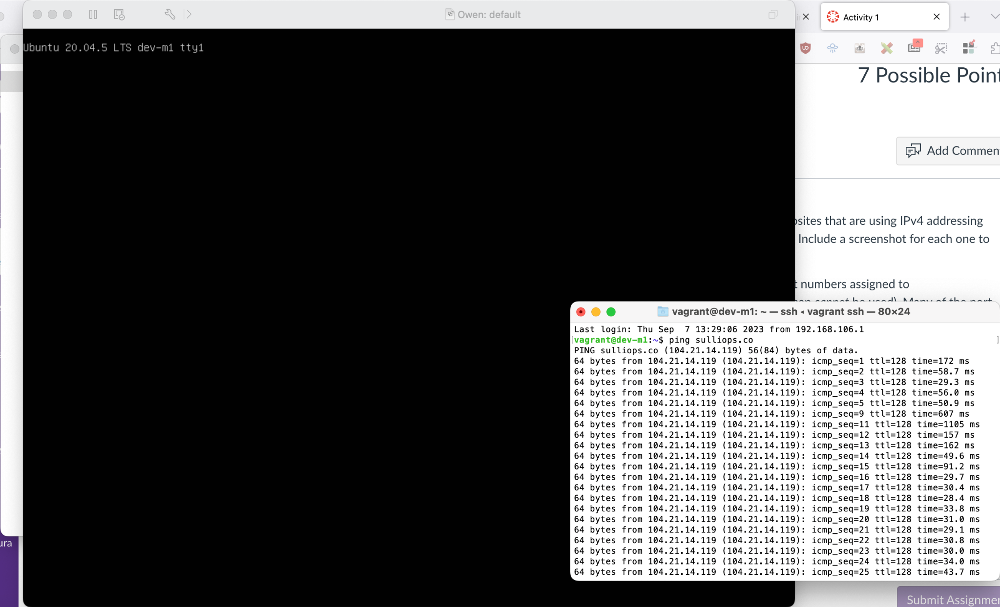 Owen: default
Activity 1
Ubuntu 20.04.5 LTS dev-m1 tty1
7 Possible Point
Add Commen
sites that are using IPv4 addressing
Include a screenshot for each one to
numbers assigned to
cannot be used). Many of the port
vagrant@dev-m1: ~ — ssh ◂ vagrant ssh — 80×24
Last login: Thu Sep  7 13:29:06 2023 from 192.168.106.1
[vagrant@dev-m1:~$ ping sulliops.co ]
PING sulliops.co (104.21.14.119) 56(84) bytes of data.
64 bytes from 104.21.14.119 (104.21.14.119): icmp_seq=1 ttl=128 time=172 ms
64 bytes from 104.21.14.119 (104.21.14.119): icmp_seq=2 ttl=128 time=58.7 ms
64 bytes from 104.21.14.119 (104.21.14.119): icmp_seq=3 ttl=128 time=29.3 ms
64 bytes from 104.21.14.119 (104.21.14.119): icmp_seq=4 ttl=128 time=56.0 ms
64 bytes from 104.21.14.119 (104.21.14.119): icmp_seq=5 ttl=128 time=50.9 ms
64 bytes from 104.21.14.119 (104.21.14.119): icmp_seq=9 ttl=128 time=607 ms
64 bytes from 104.21.14.119 (104.21.14.119): icmp_seq=11 ttl=128 time=1105 ms
64 bytes from 104.21.14.119 (104.21.14.119): icmp_seq=12 ttl=128 time=157 ms
64 bytes from 104.21.14.119 (104.21.14.119): icmp_seq=13 ttl=128 time=162 ms
64 bytes from 104.21.14.119 (104.21.14.119): icmp_seq=14 ttl=128 time=49.6 ms
64 bytes from 104.21.14.119 (104.21.14.119): icmp_seq=15 ttl=128 time=91.2 ms
64 bytes from 104.21.14.119 (104.21.14.119): icmp_seq=16 ttl=128 time=29.7 ms
64 bytes from 104.21.14.119 (104.21.14.119): icmp_seq=17 ttl=128 time=30.4 ms
64 bytes from 104.21.14.119 (104.21.14.119): icmp_seq=18 ttl=128 time=28.4 ms
64 bytes from 104.21.14.119 (104.21.14.119): icmp_seq=19 ttl=128 time=33.8 ms
64 bytes from 104.21.14.119 (104.21.14.119): icmp_seq=20 ttl=128 time=31.0 ms
64 bytes from 104.21.14.119 (104.21.14.119): icmp_seq=21 ttl=128 time=29.1 ms
64 bytes from 104.21.14.119 (104.21.14.119): icmp_seq=22 ttl=128 time=30.8 ms
64 bytes from 104.21.14.119 (104.21.14.119): icmp_seq=23 ttl=128 time=30.0 ms
64 bytes from 104.21.14.119 (104.21.14.119): icmp_seq=24 ttl=128 time=34.0 ms
64 bytes from 104.21.14.119 (104.21.14.119): icmp_seq=25 ttl=128 time=43.7 ms
ura
Submit Assignmen